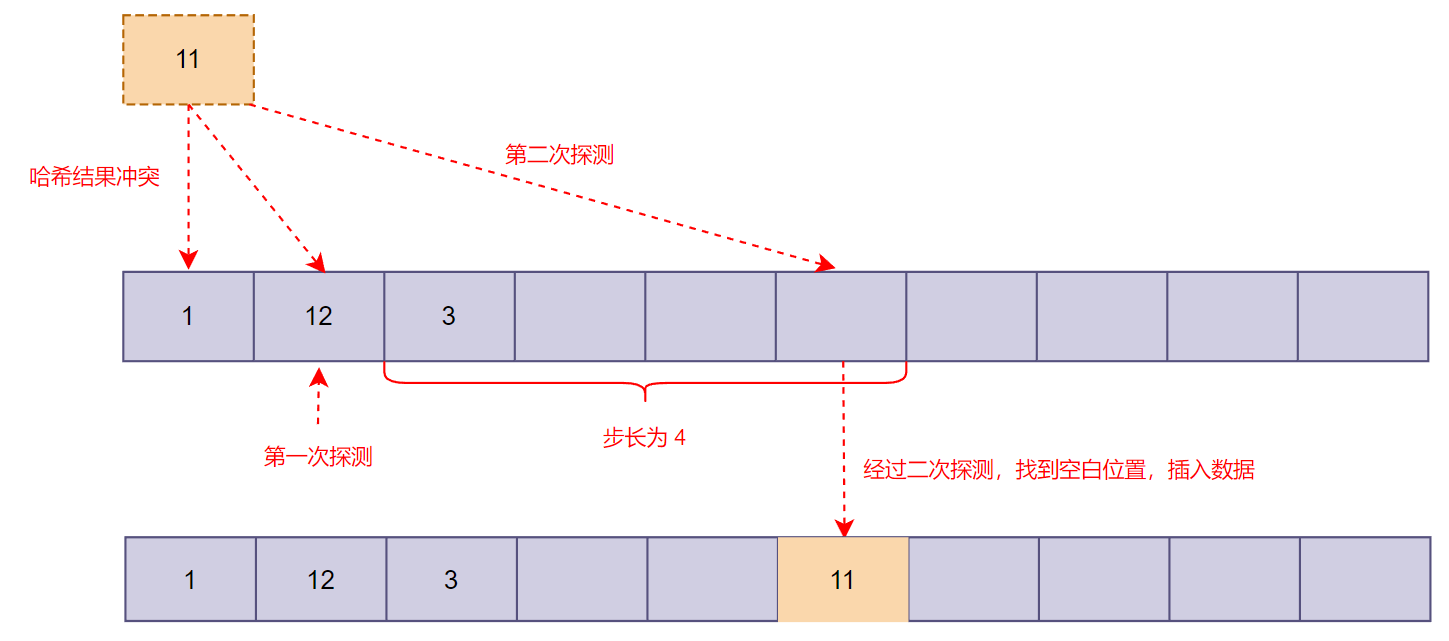 11
第二次探测
哈希结果冲突
1 12 3
第一次探测
步长为 4
经过二次探测，找到空白位置，插入数据
1 12 3 11